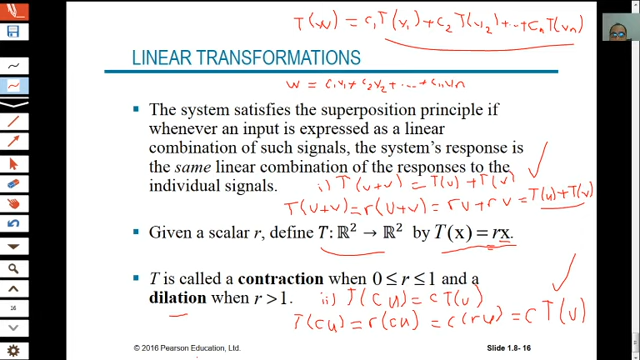 T(w) = c₁T(v₁) + c₂T(v₂) + ... + cₙT(vₙ)
LINEAR TRANSFORMATIONS
w = c₁v₁ + c₂v₂ + .... + cₙvₙ
▪ The system satisfies the superposition principle if
whenever an input is expressed as a linear
combination of such signals, the system's response is
the same linear combination of the responses to the
individual signals.
i) T(u+v) = T(u) + T(v)
T(u+v) = r(u+v) = ru + rv = T(u) + T(v)
▪ Given a scalar r, define T: ℝ² → ℝ² by T(x) = rx.
▪ T is called a contraction when 0 ≤ r ≤ 1 and a
dilation when r > 1.
ii) T(cu) = cT(u)
T(cu) = r(cu) = c(ru) = c T(u)
© 2016 Pearson Education, Ltd.
Slide 1.8- 16